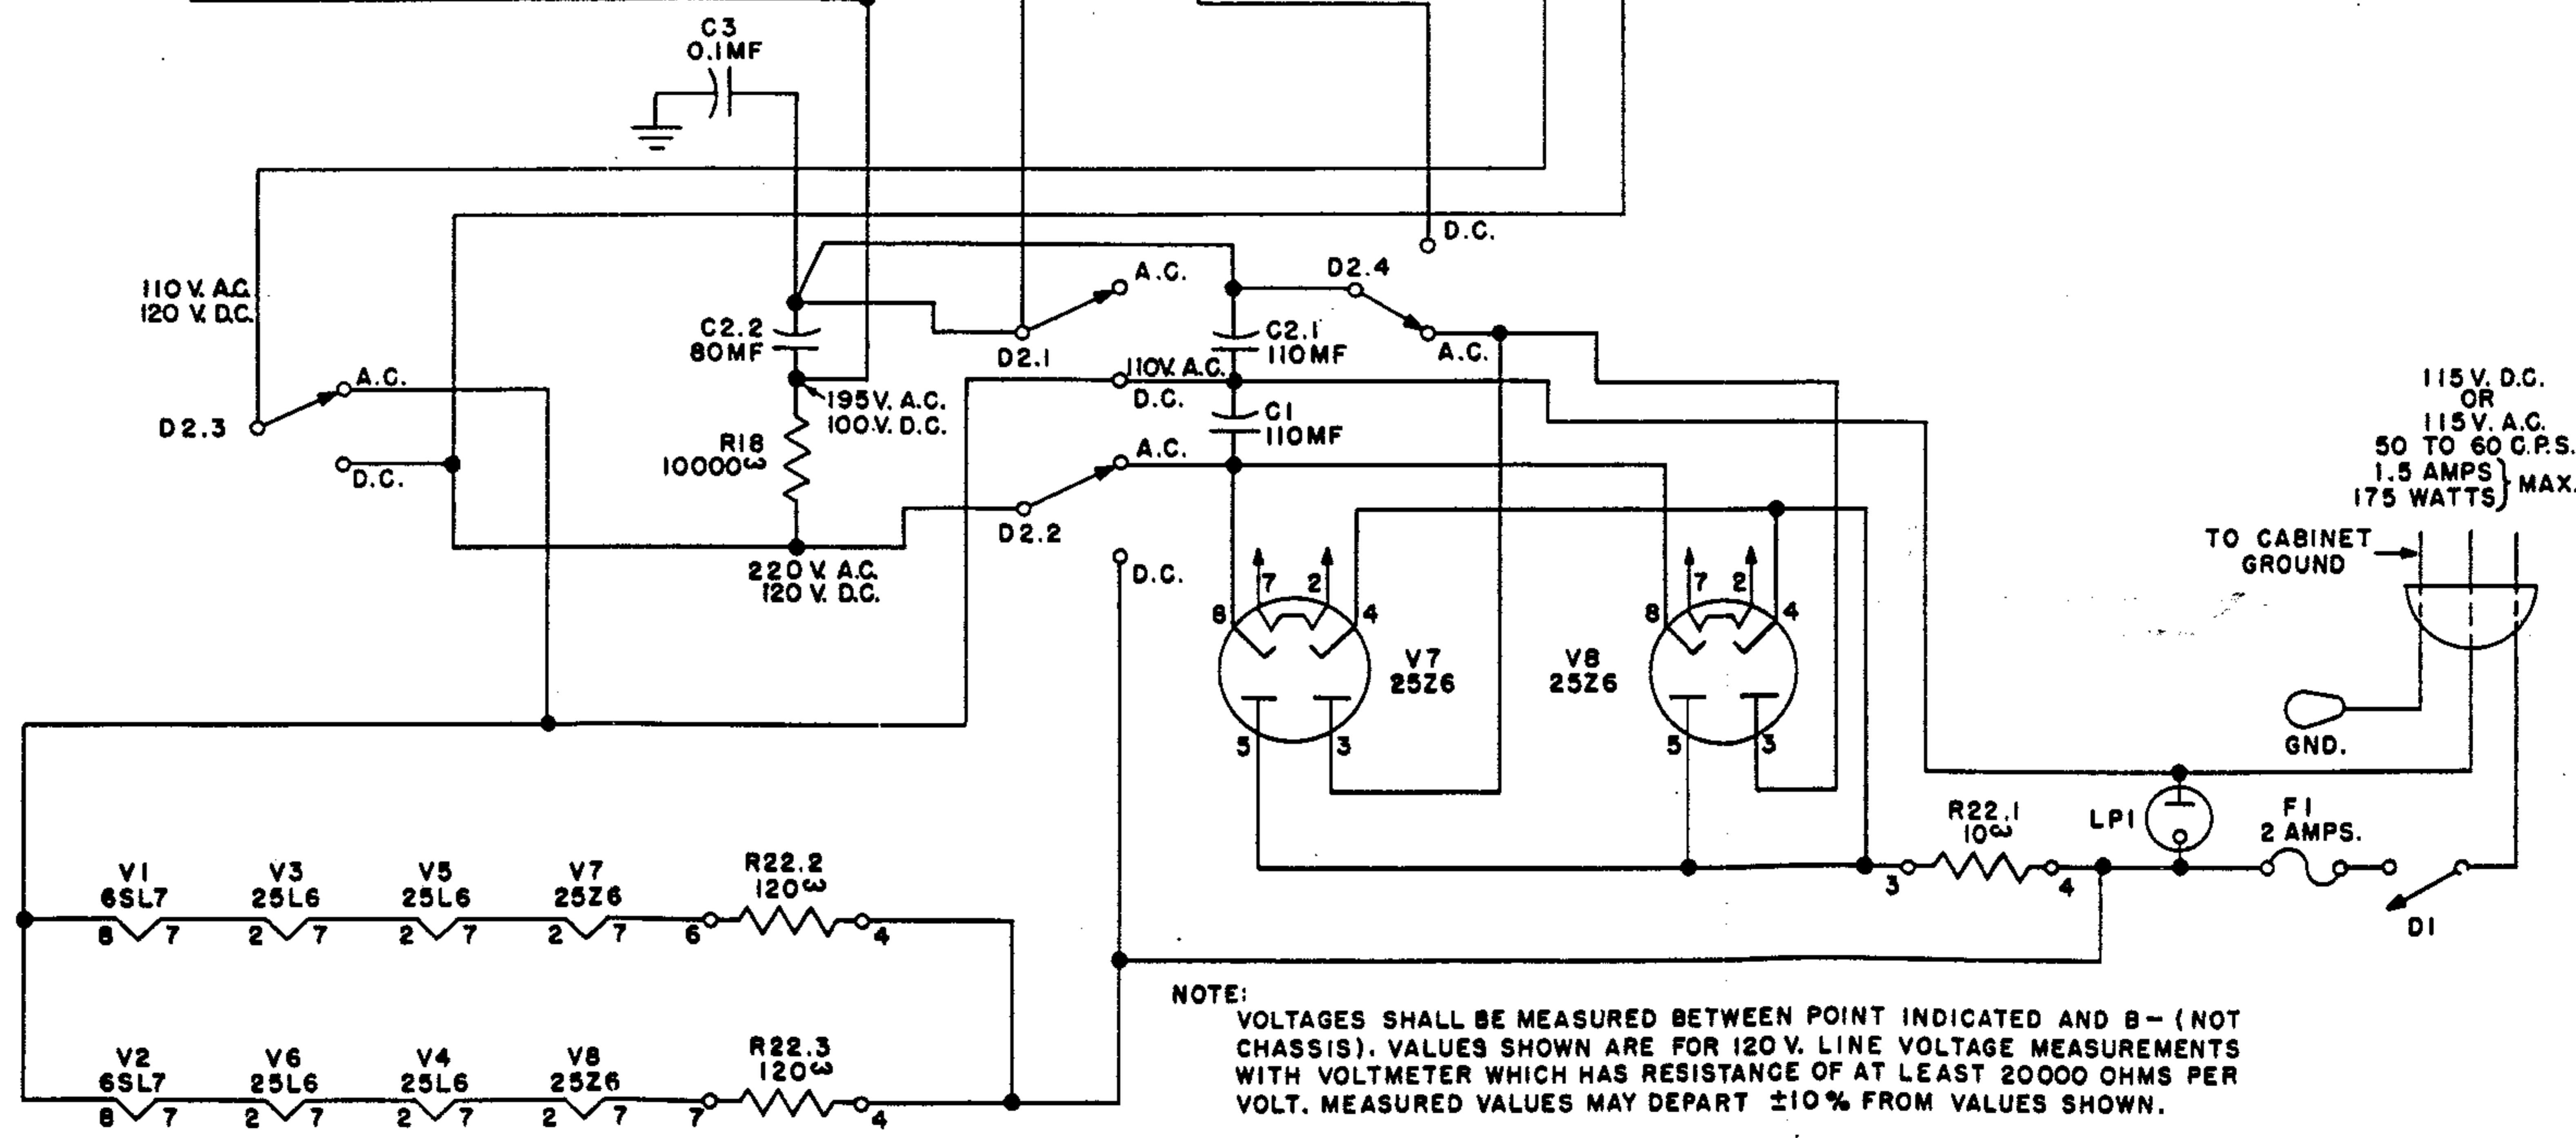 C3
0.1MF
D.C.
110 V. A.C.
120 V. D.C.
A.C.
D2.4
C2.2
80MF
D2.1
C2.1
110MF
A.C.
A.C.
D2.3
110V. A.C.
D.C.
195 V. A.C.
100 V. D.C.
C1
110MF
R18
10000ω
A.C.
D.C.
D2.2
220 V. A.C.
120 V. D.C.
D.C.
115 V. D.C.
OR
115 V. A.C.
50 TO 60 C.P.S.
1.5 AMPS
175 WATTS } MAX.
TO CABINET
GROUND
8 7 2 4
8 7 2 4
V7
25Z6
V8
25Z6
5 3
5 3
GND.
R22.1
10ω
LP1
F1
2 AMPS.
3 4
D1
V1
6SL7
8 7
V3
25L6
2 7
V5
25L6
2 7
V7
25Z6
2 7
R22.2
120ω
6 4
V2
6SL7
8 7
V6
25L6
2 7
V4
25L6
2 7
V8
25Z6
2 7
R22.3
120ω
7 4
NOTE:
VOLTAGES SHALL BE MEASURED BETWEEN POINT INDICATED AND B- (NOT
CHASSIS). VALUES SHOWN ARE FOR 120 V. LINE VOLTAGE MEASUREMENTS
WITH VOLTMETER WHICH HAS RESISTANCE OF AT LEAST 20000 OHMS PER
VOLT. MEASURED VALUES MAY DEPART ±10% FROM VALUES SHOWN.